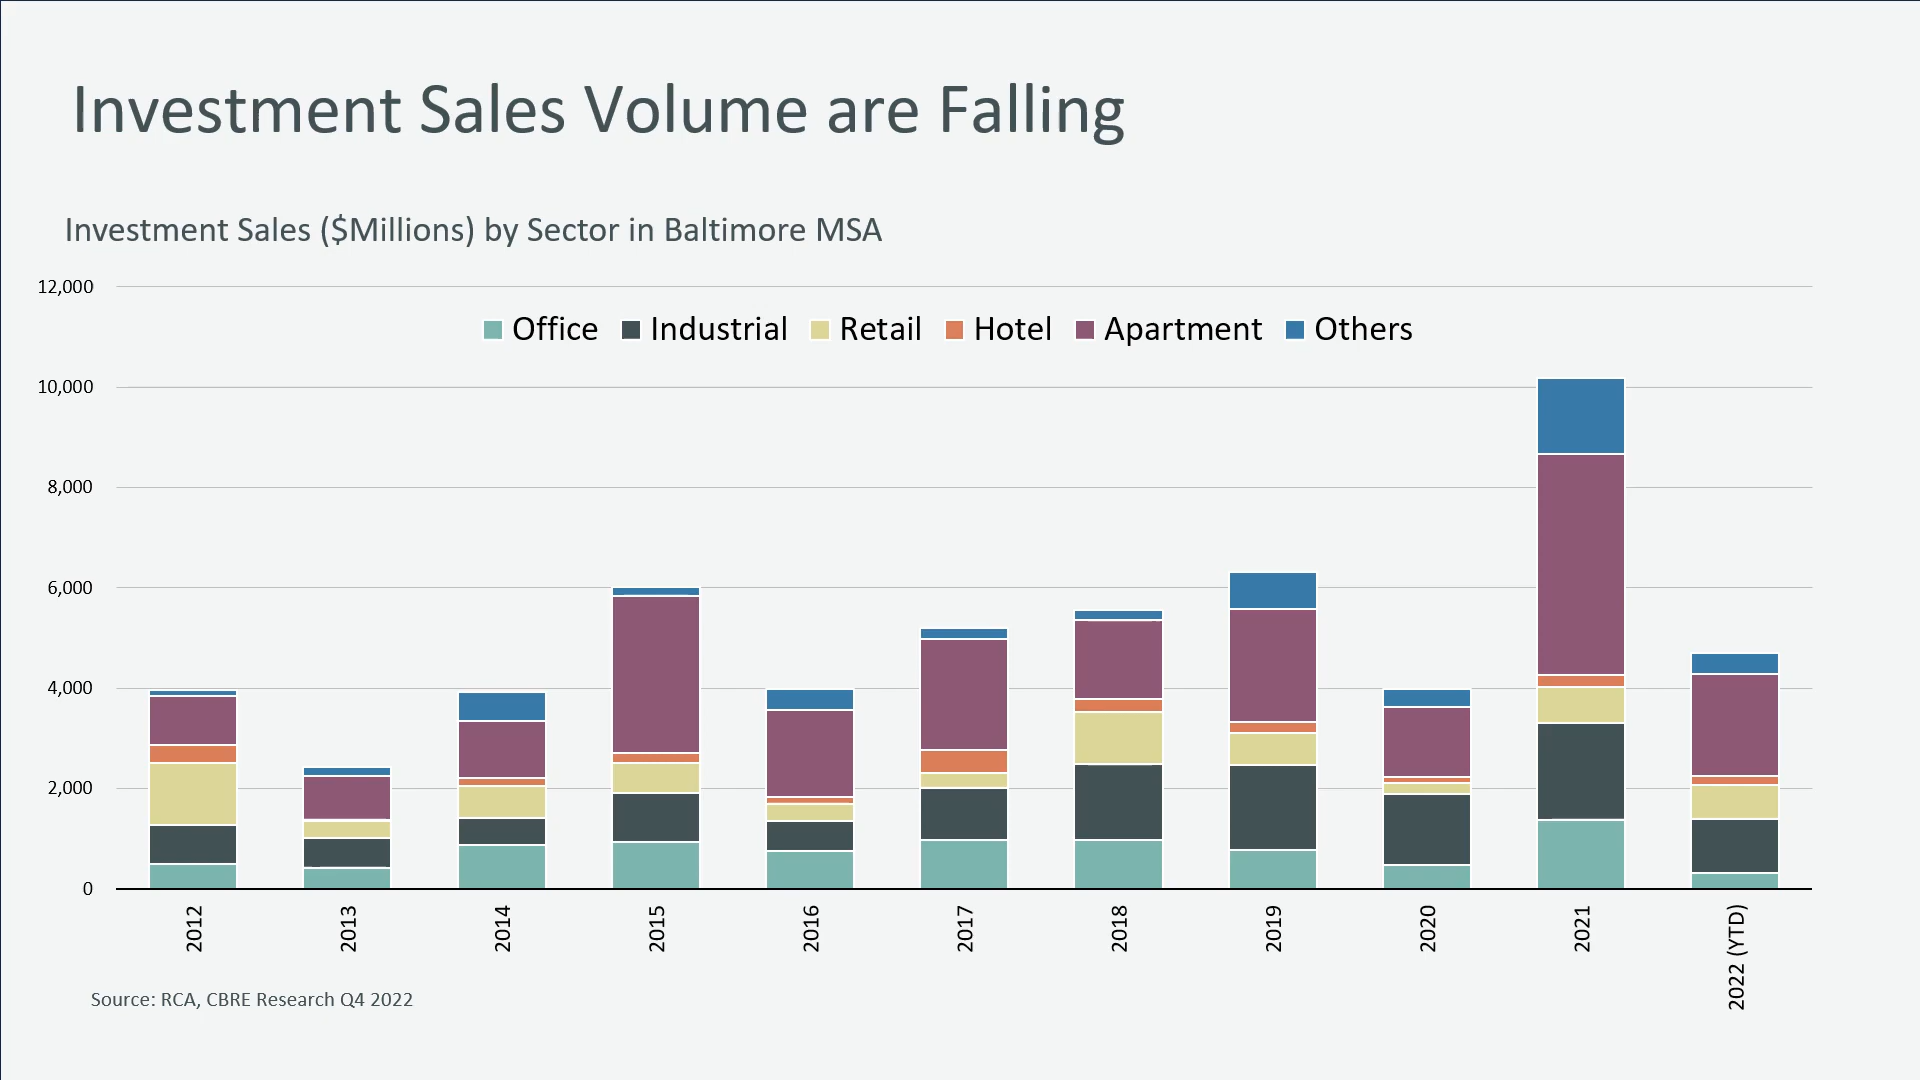 Investment Sales Volume are Falling
Investment Sales ($Millions) by Sector in Baltimore MSA
12,000
Office Industrial Retail Hotel Apartment Others
10,000
8,000
6,000
4,000
2,000
0
2012 2013 2014 2015 2016 2017 2018 2019 2020 2021 2022 (YTD)
Source: RCA, CBRE Research Q4 2022